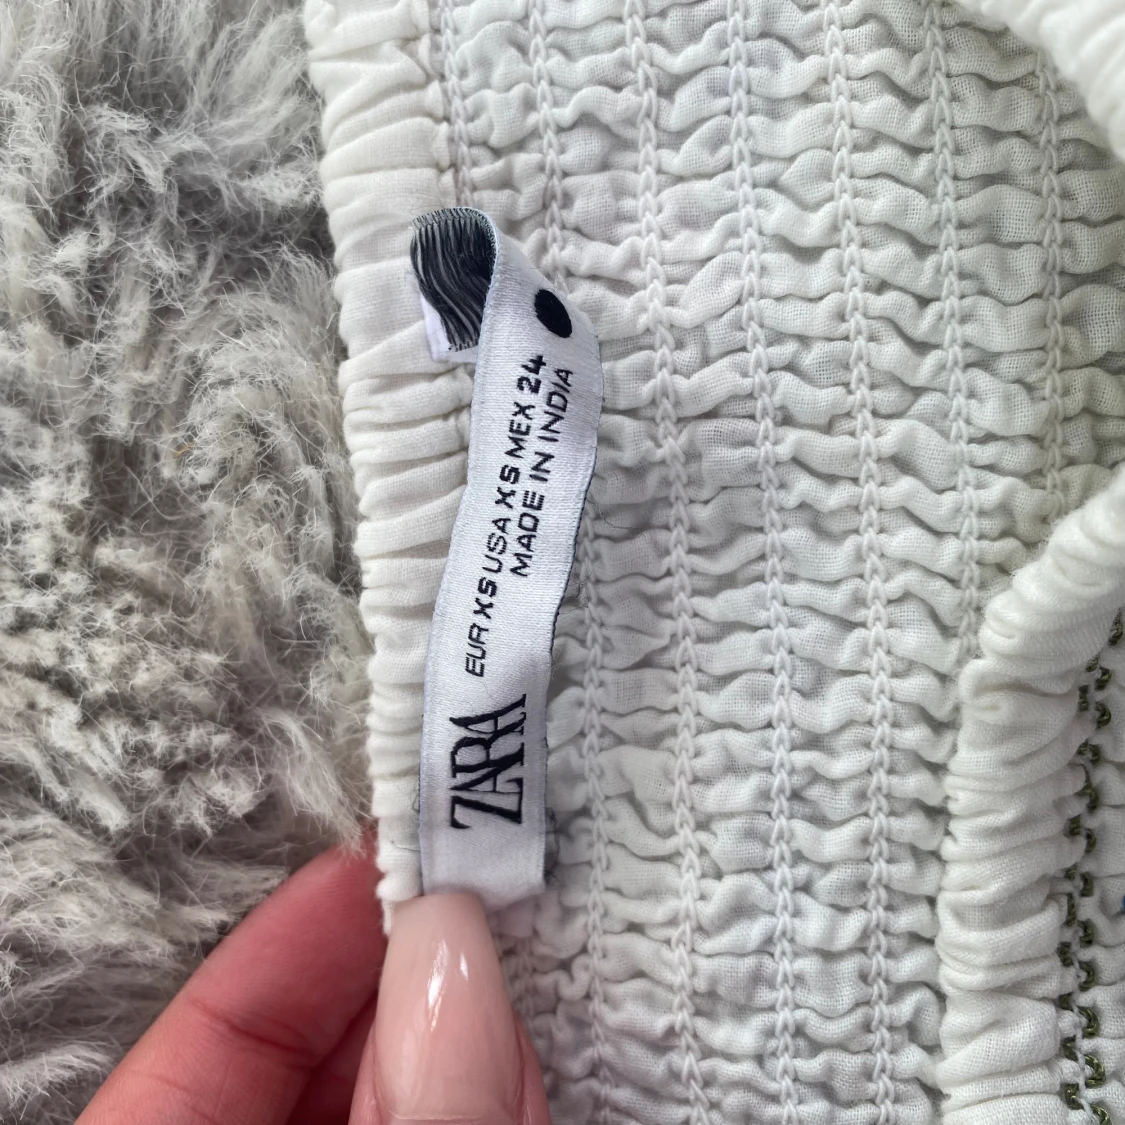 ZARA
EUR XS USA XS MEX 24
MADE IN INDIA